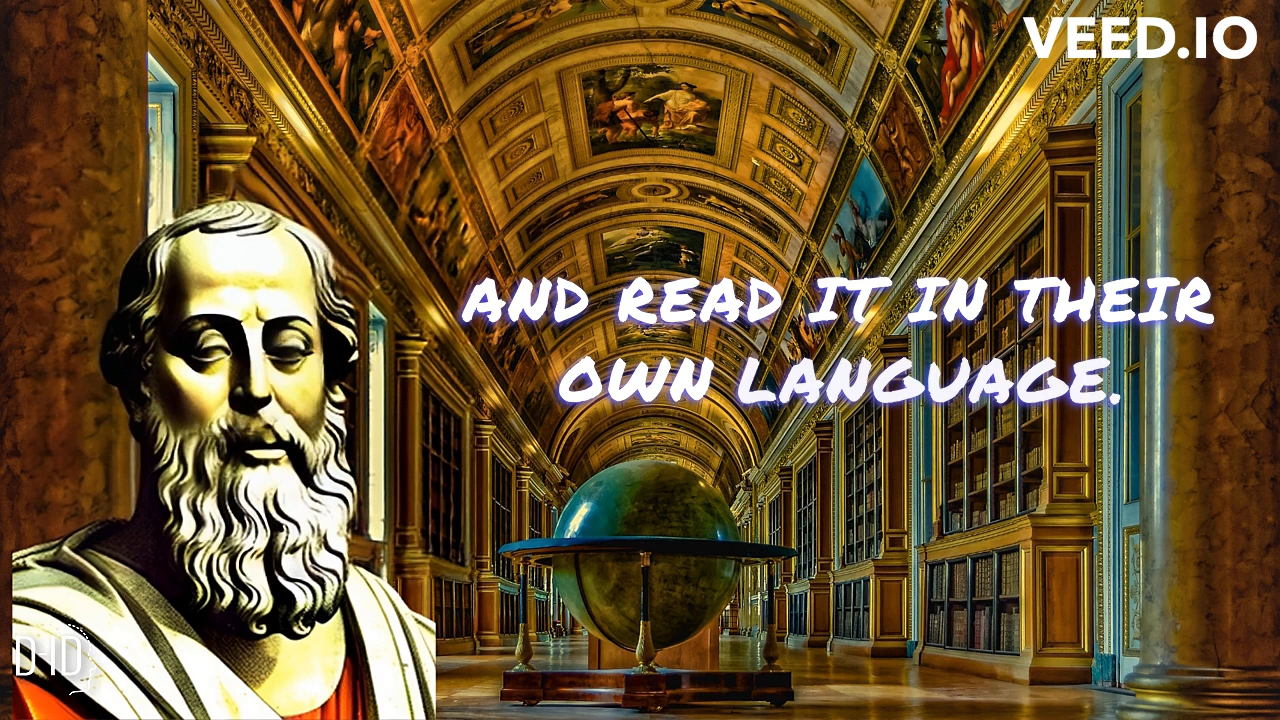 VEED.IO
AND READ IT IN THEIR
OWN LANGUAGE.
D-ID